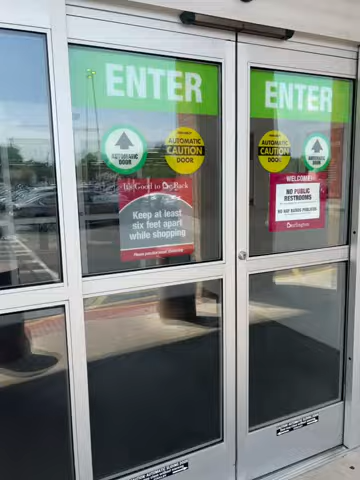 ENTER
AUTOMATIC
DOOR
AUTOMATIC
CAUTION
DOOR
It's Good to Be Back
Keep at least
six feet apart
while shopping
ENTER
AUTOMATIC
CAUTION
DOOR
AUTOMATIC
DOOR
WELCOME!
NO PUBLIC
RESTROOMS
Burlington